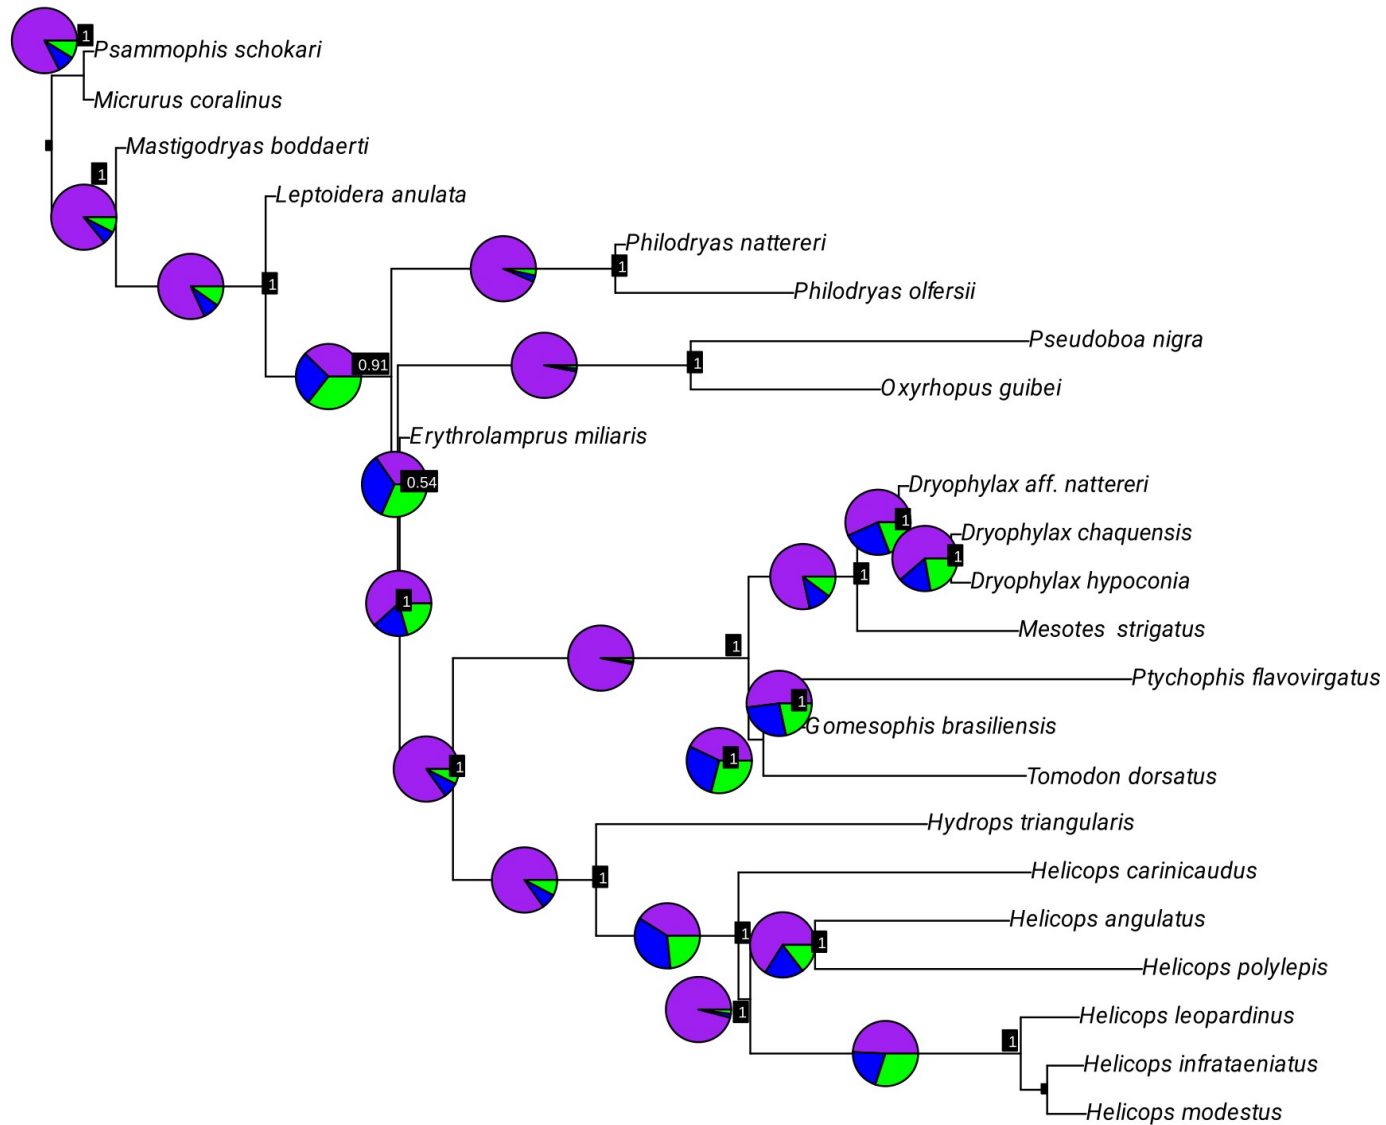 1
Psammophis schokari
Micrurus coralinus
Mastigodryas boddaerti
1
Leptoidera anulata
Philodryas nattereri
1
1
Philodryas olfersii
Pseudoboa nigra
0.91
1
Oxyrhopus guibei
Erythrolamprus miliaris
0.54
Dryophylax aff. nattereri
1
Dryophylax chaquensis
1
1
Dryophylax hypoconia
1
Mesotes strigatus
1
Ptychophis flavovirgatus
1
Gomesophis brasiliensis
1
1
Tomodon dorsatus
Hydrops triangularis
1
Helicops carinicaudus
Helicops angulatus
1
1
Helicops polylepis
1
Helicops leopardinus
1
Helicops infrataeniatus
Helicops modestus